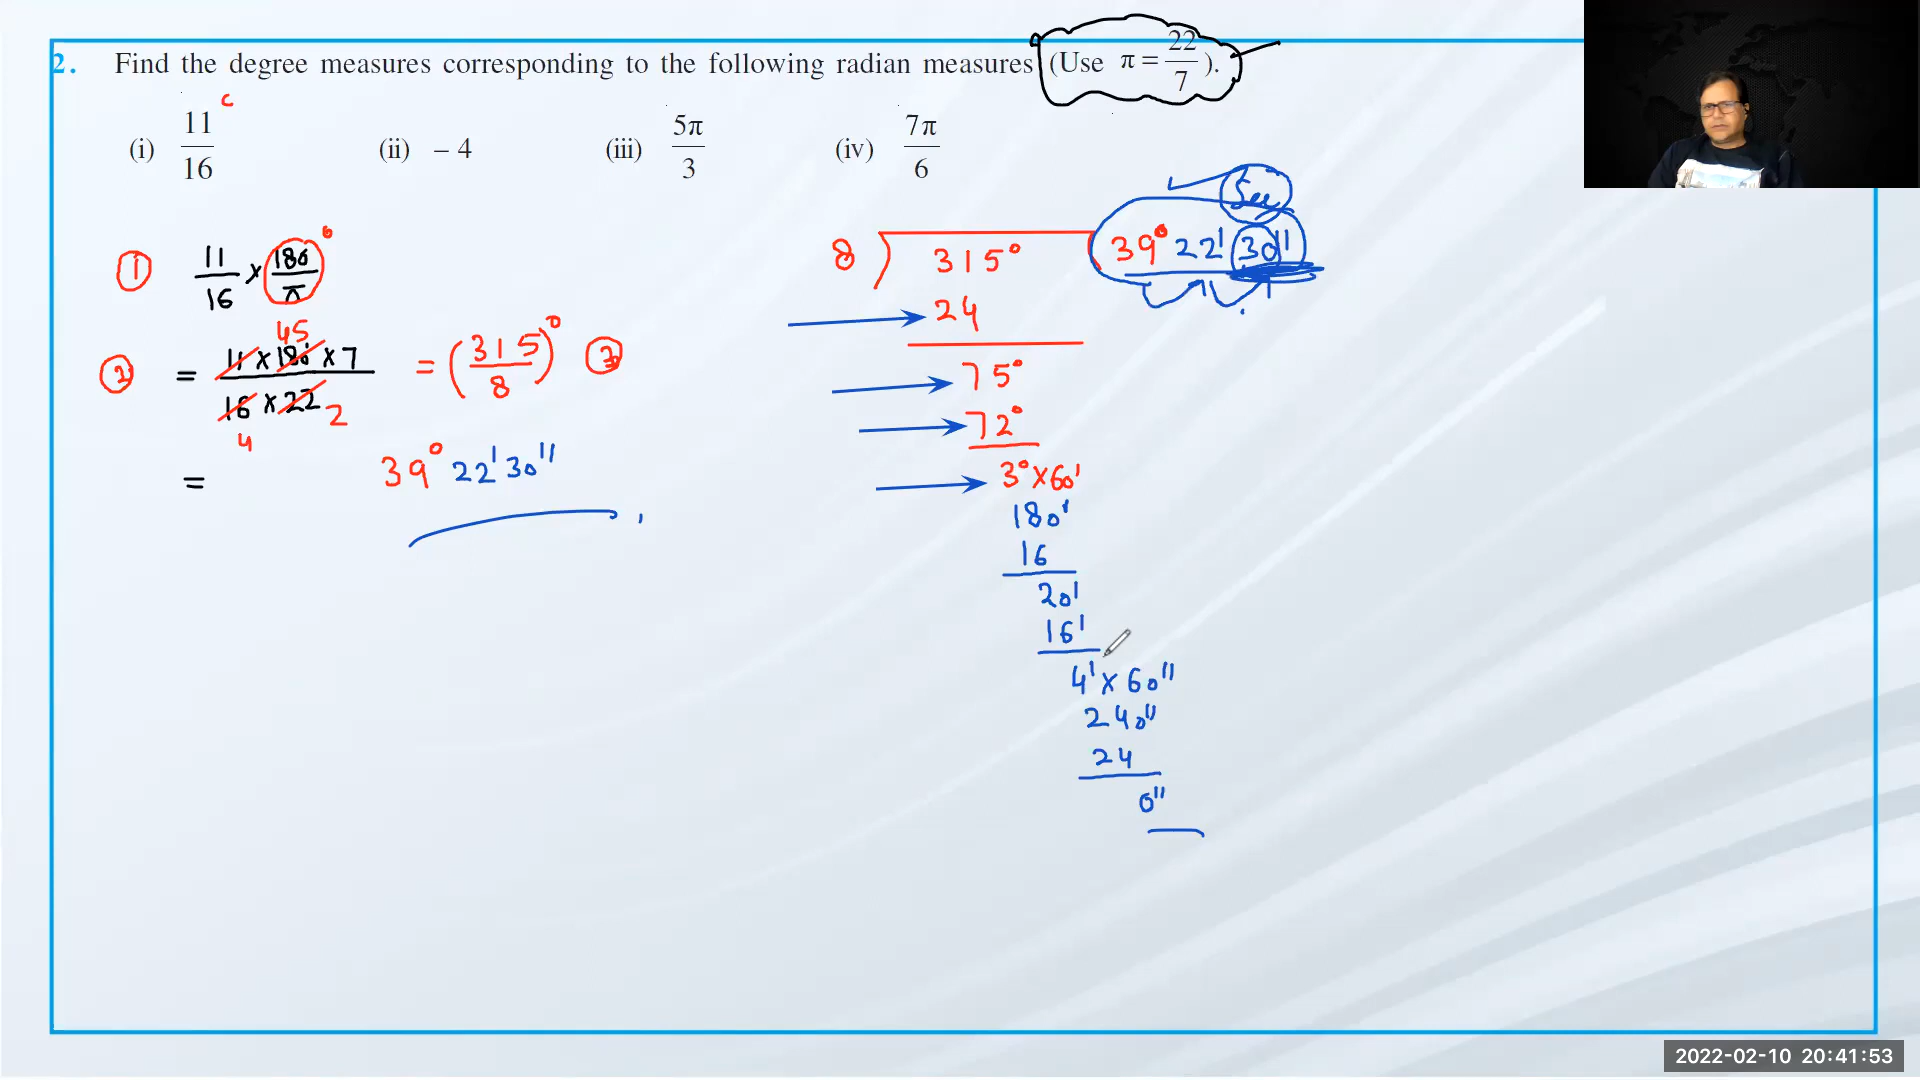 2. Find the degree measures corresponding to the following radian measures (Use π = 22/7 ).
(i) 11/16 c (ii) – 4 (iii) 5π/3 (iv) 7π/6
① 11/16 × 180/π °
② = 11 × 180 × 7 / 16 × 22 = (315/8)° ③
45
4 2
= 39° 22' 30''
Sec
8 ) 315° ( 39° 22' 30''
24
75°
72°
3° × 60'
180'
16
20'
16'
4' × 60''
240''
24
0''
2022-02-10 20:41:53